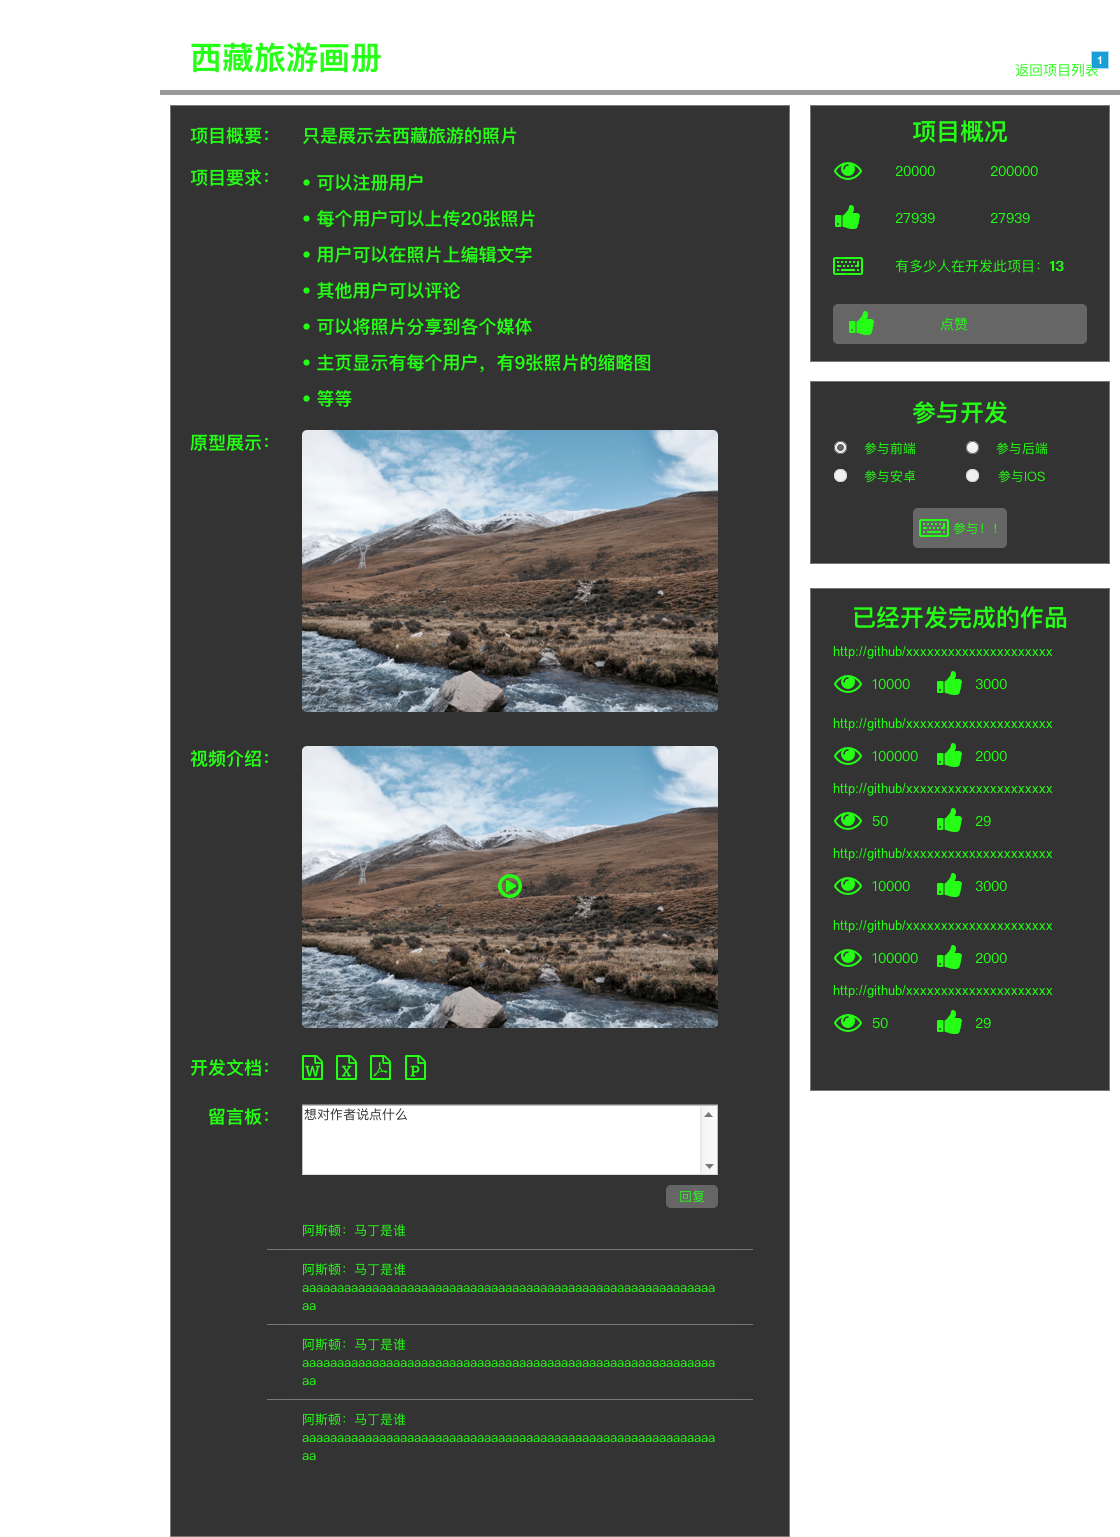 西藏旅游画册
返回项目列表
1
项目概要：
只是展示去西藏旅游的照片
项目要求：
• 可以注册用户
• 每个用户可以上传20张照片
• 用户可以在照片上编辑文字
• 其他用户可以评论
• 可以将照片分享到各个媒体
• 主页显示有每个用户，有9张照片的缩略图
• 等等
原型展示：
视频介绍：
开发文档：
W X P
留言板：
想对作者说点什么
回复
阿斯顿：马丁是谁
阿斯顿：马丁是谁
aaaaaaaaaaaaaaaaaaaaaaaaaaaaaaaaaaaaaaaaaaaaaaaaaaaaaaaaaaa
aa
阿斯顿：马丁是谁
aaaaaaaaaaaaaaaaaaaaaaaaaaaaaaaaaaaaaaaaaaaaaaaaaaaaaaaaaaa
aa
阿斯顿：马丁是谁
aaaaaaaaaaaaaaaaaaaaaaaaaaaaaaaaaaaaaaaaaaaaaaaaaaaaaaaaaaa
aa
项目概况
20000 200000
27939 27939
有多少人在开发此项目：13
点赞
参与开发
参与前端 参与后端
参与安卓 参与IOS
参与！！
已经开发完成的作品
http://github/xxxxxxxxxxxxxxxxxxxxx
10000 3000
http://github/xxxxxxxxxxxxxxxxxxxxx
100000 2000
http://github/xxxxxxxxxxxxxxxxxxxxx
50 29
http://github/xxxxxxxxxxxxxxxxxxxxx
10000 3000
http://github/xxxxxxxxxxxxxxxxxxxxx
100000 2000
http://github/xxxxxxxxxxxxxxxxxxxxx
50 29